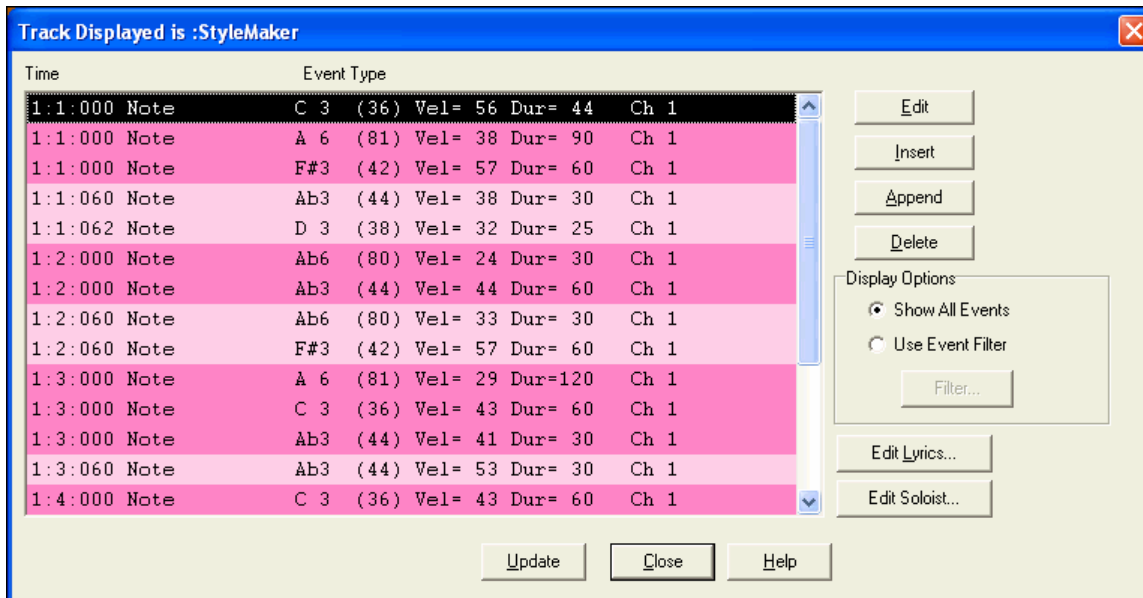 Track Displayed is :StyleMaker
Time Event Type
1:1:000 Note C 3 (36) Vel= 56 Dur= 44 Ch 1
1:1:000 Note A 6 (81) Vel= 38 Dur= 90 Ch 1
1:1:000 Note F#3 (42) Vel= 57 Dur= 60 Ch 1
1:1:060 Note Ab3 (44) Vel= 38 Dur= 30 Ch 1
1:1:062 Note D 3 (38) Vel= 32 Dur= 25 Ch 1
1:2:000 Note Ab6 (80) Vel= 24 Dur= 30 Ch 1
1:2:000 Note Ab3 (44) Vel= 44 Dur= 60 Ch 1
1:2:060 Note Ab6 (80) Vel= 33 Dur= 30 Ch 1
1:2:060 Note F#3 (42) Vel= 57 Dur= 60 Ch 1
1:3:000 Note A 6 (81) Vel= 29 Dur=120 Ch 1
1:3:000 Note C 3 (36) Vel= 43 Dur= 60 Ch 1
1:3:000 Note Ab3 (44) Vel= 41 Dur= 30 Ch 1
1:3:060 Note Ab3 (44) Vel= 53 Dur= 30 Ch 1
1:4:000 Note C 3 (36) Vel= 43 Dur= 60 Ch 1
Edit
Insert
Append
Delete
Display Options
Show All Events
Use Event Filter
Filter...
Edit Lyrics...
Edit Soloist...
Update Close Help